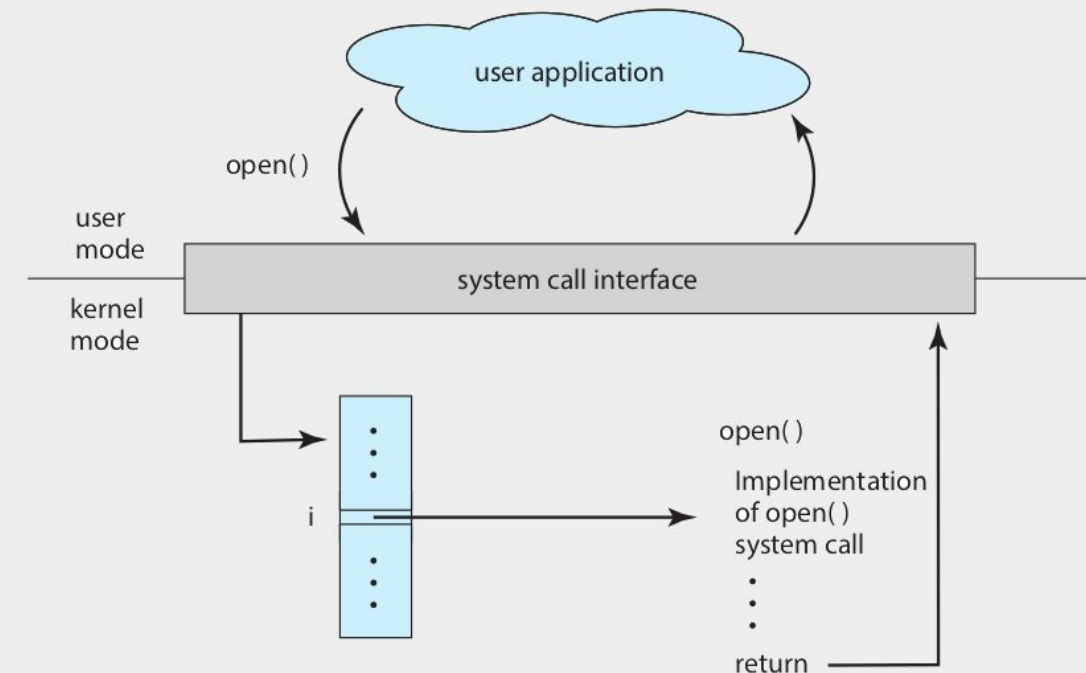 user application
open( )
user
mode
system call interface
kernel
mode
open( )
Implementation
of open( )
system call
i
return